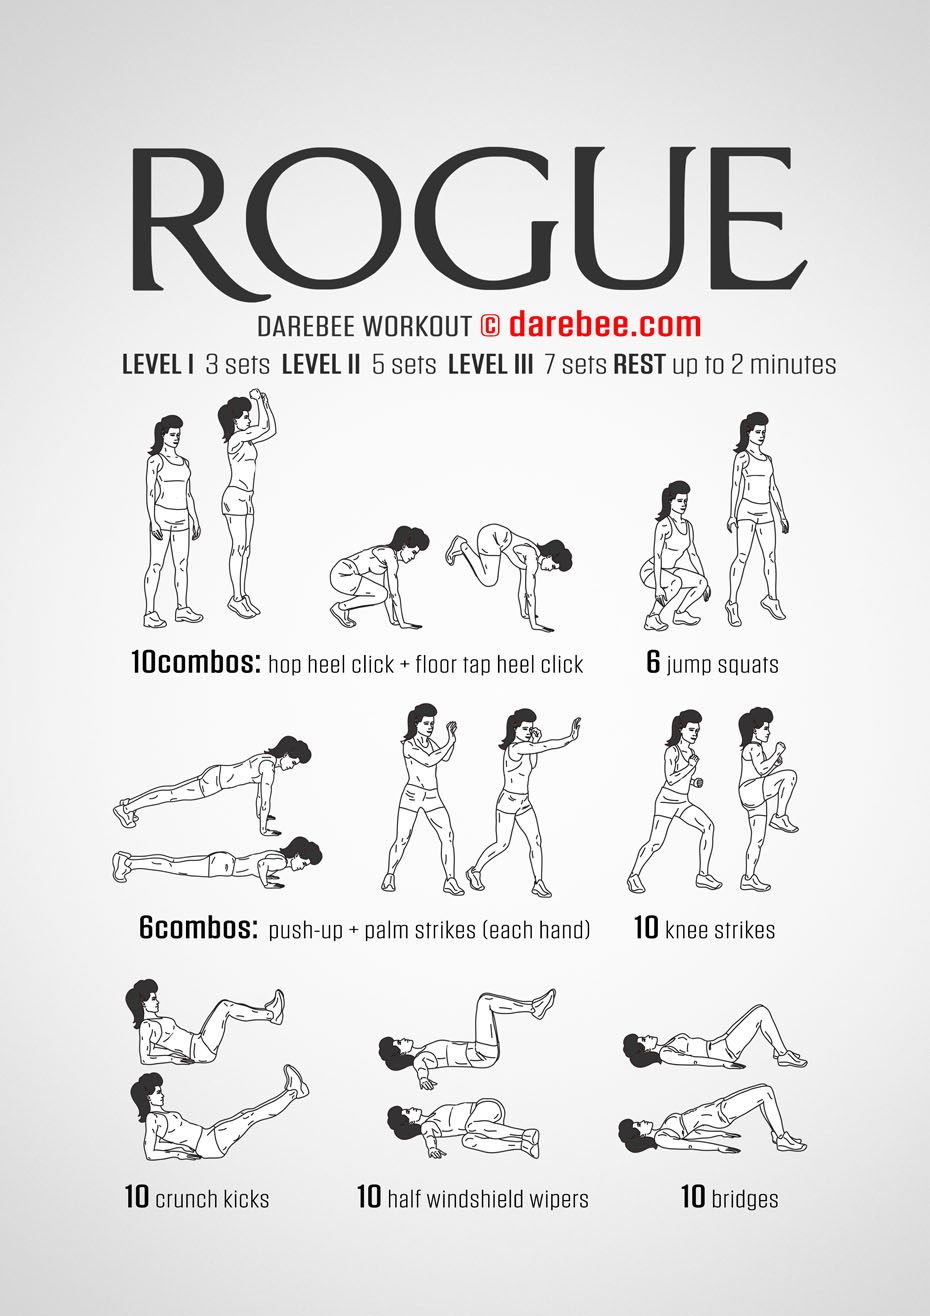 ROGUE
DAREBEE WORKOUT © darebee.com
LEVEL I 3 sets LEVEL II 5 sets LEVEL III 7 sets REST up to 2 minutes
10combos: hop heel click + floor tap heel click
6 jump squats
6combos: push-up + palm strikes (each hand)
10 knee strikes
10 crunch kicks
10 half windshield wipers
10 bridges